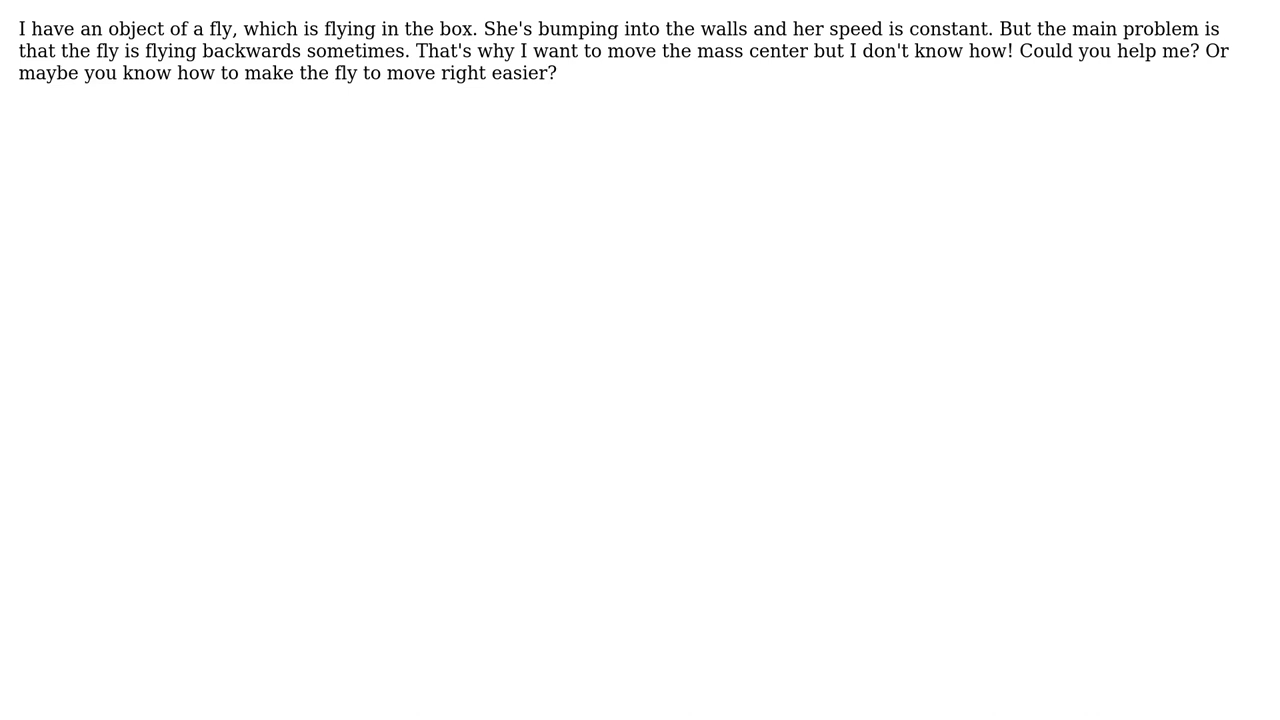 I have an object of a fly, which is flying in the box. She's bumping into the walls and her speed is constant. But the main problem is
that the fly is flying backwards sometimes. That's why I want to move the mass center but I don't know how! Could you help me? Or
maybe you know how to make the fly to move right easier?